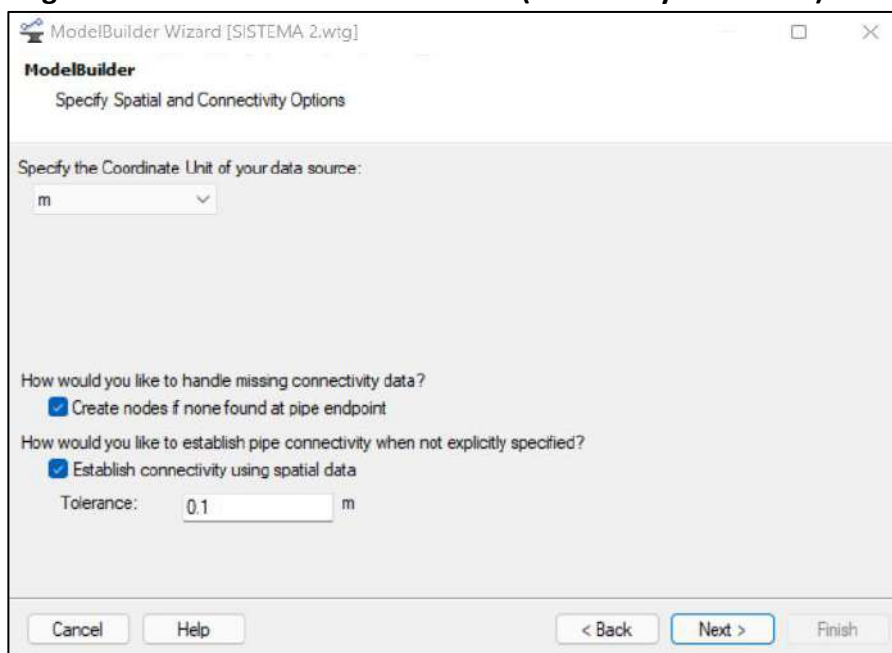 ModelBuilder Wizard [SISTEMA 2.wtg]
ModelBuilder
Specify Spatial and Connectivity Options
Specify the Coordinate Unit of your data source:
m
How would you like to handle missing connectivity data?
Create nodes if none found at pipe endpoint
How would you like to establish pipe connectivity when not explicitly specified?
Establish connectivity using spatial data
Tolerance: 0.1 m
Cancel Help < Back Next > Finish